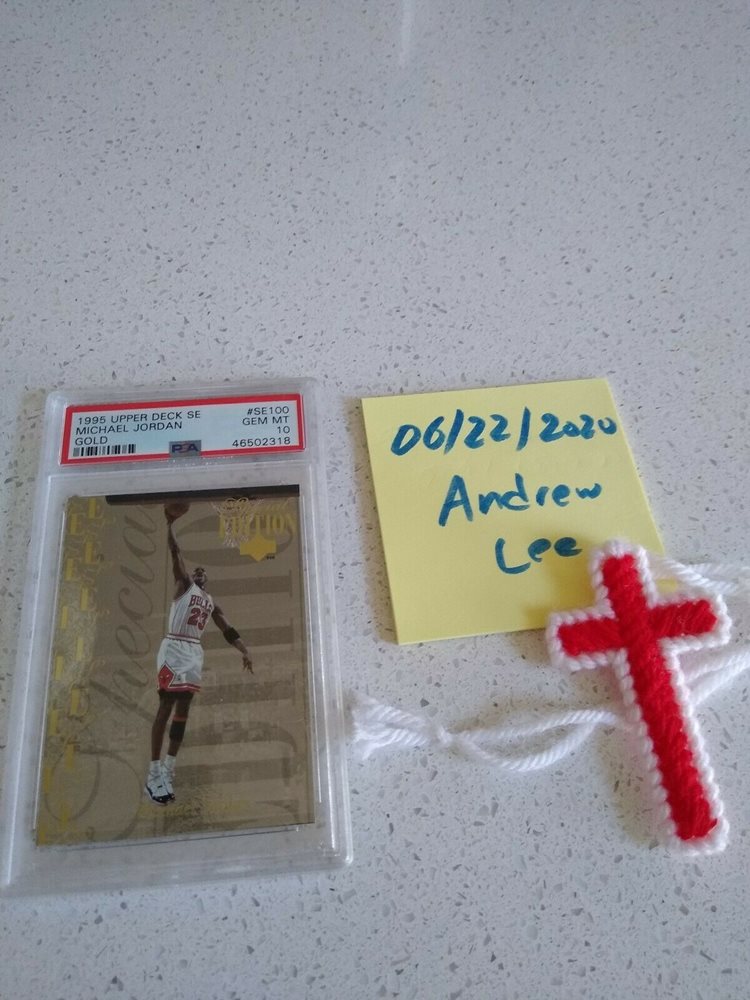 1995 UPPER DECK SE #SE100
MICHAEL JORDAN GEM MT
GOLD 10
PSA 46502318
EDITION
Special
BULLS
23
06/22/2020
Andrew
Lee